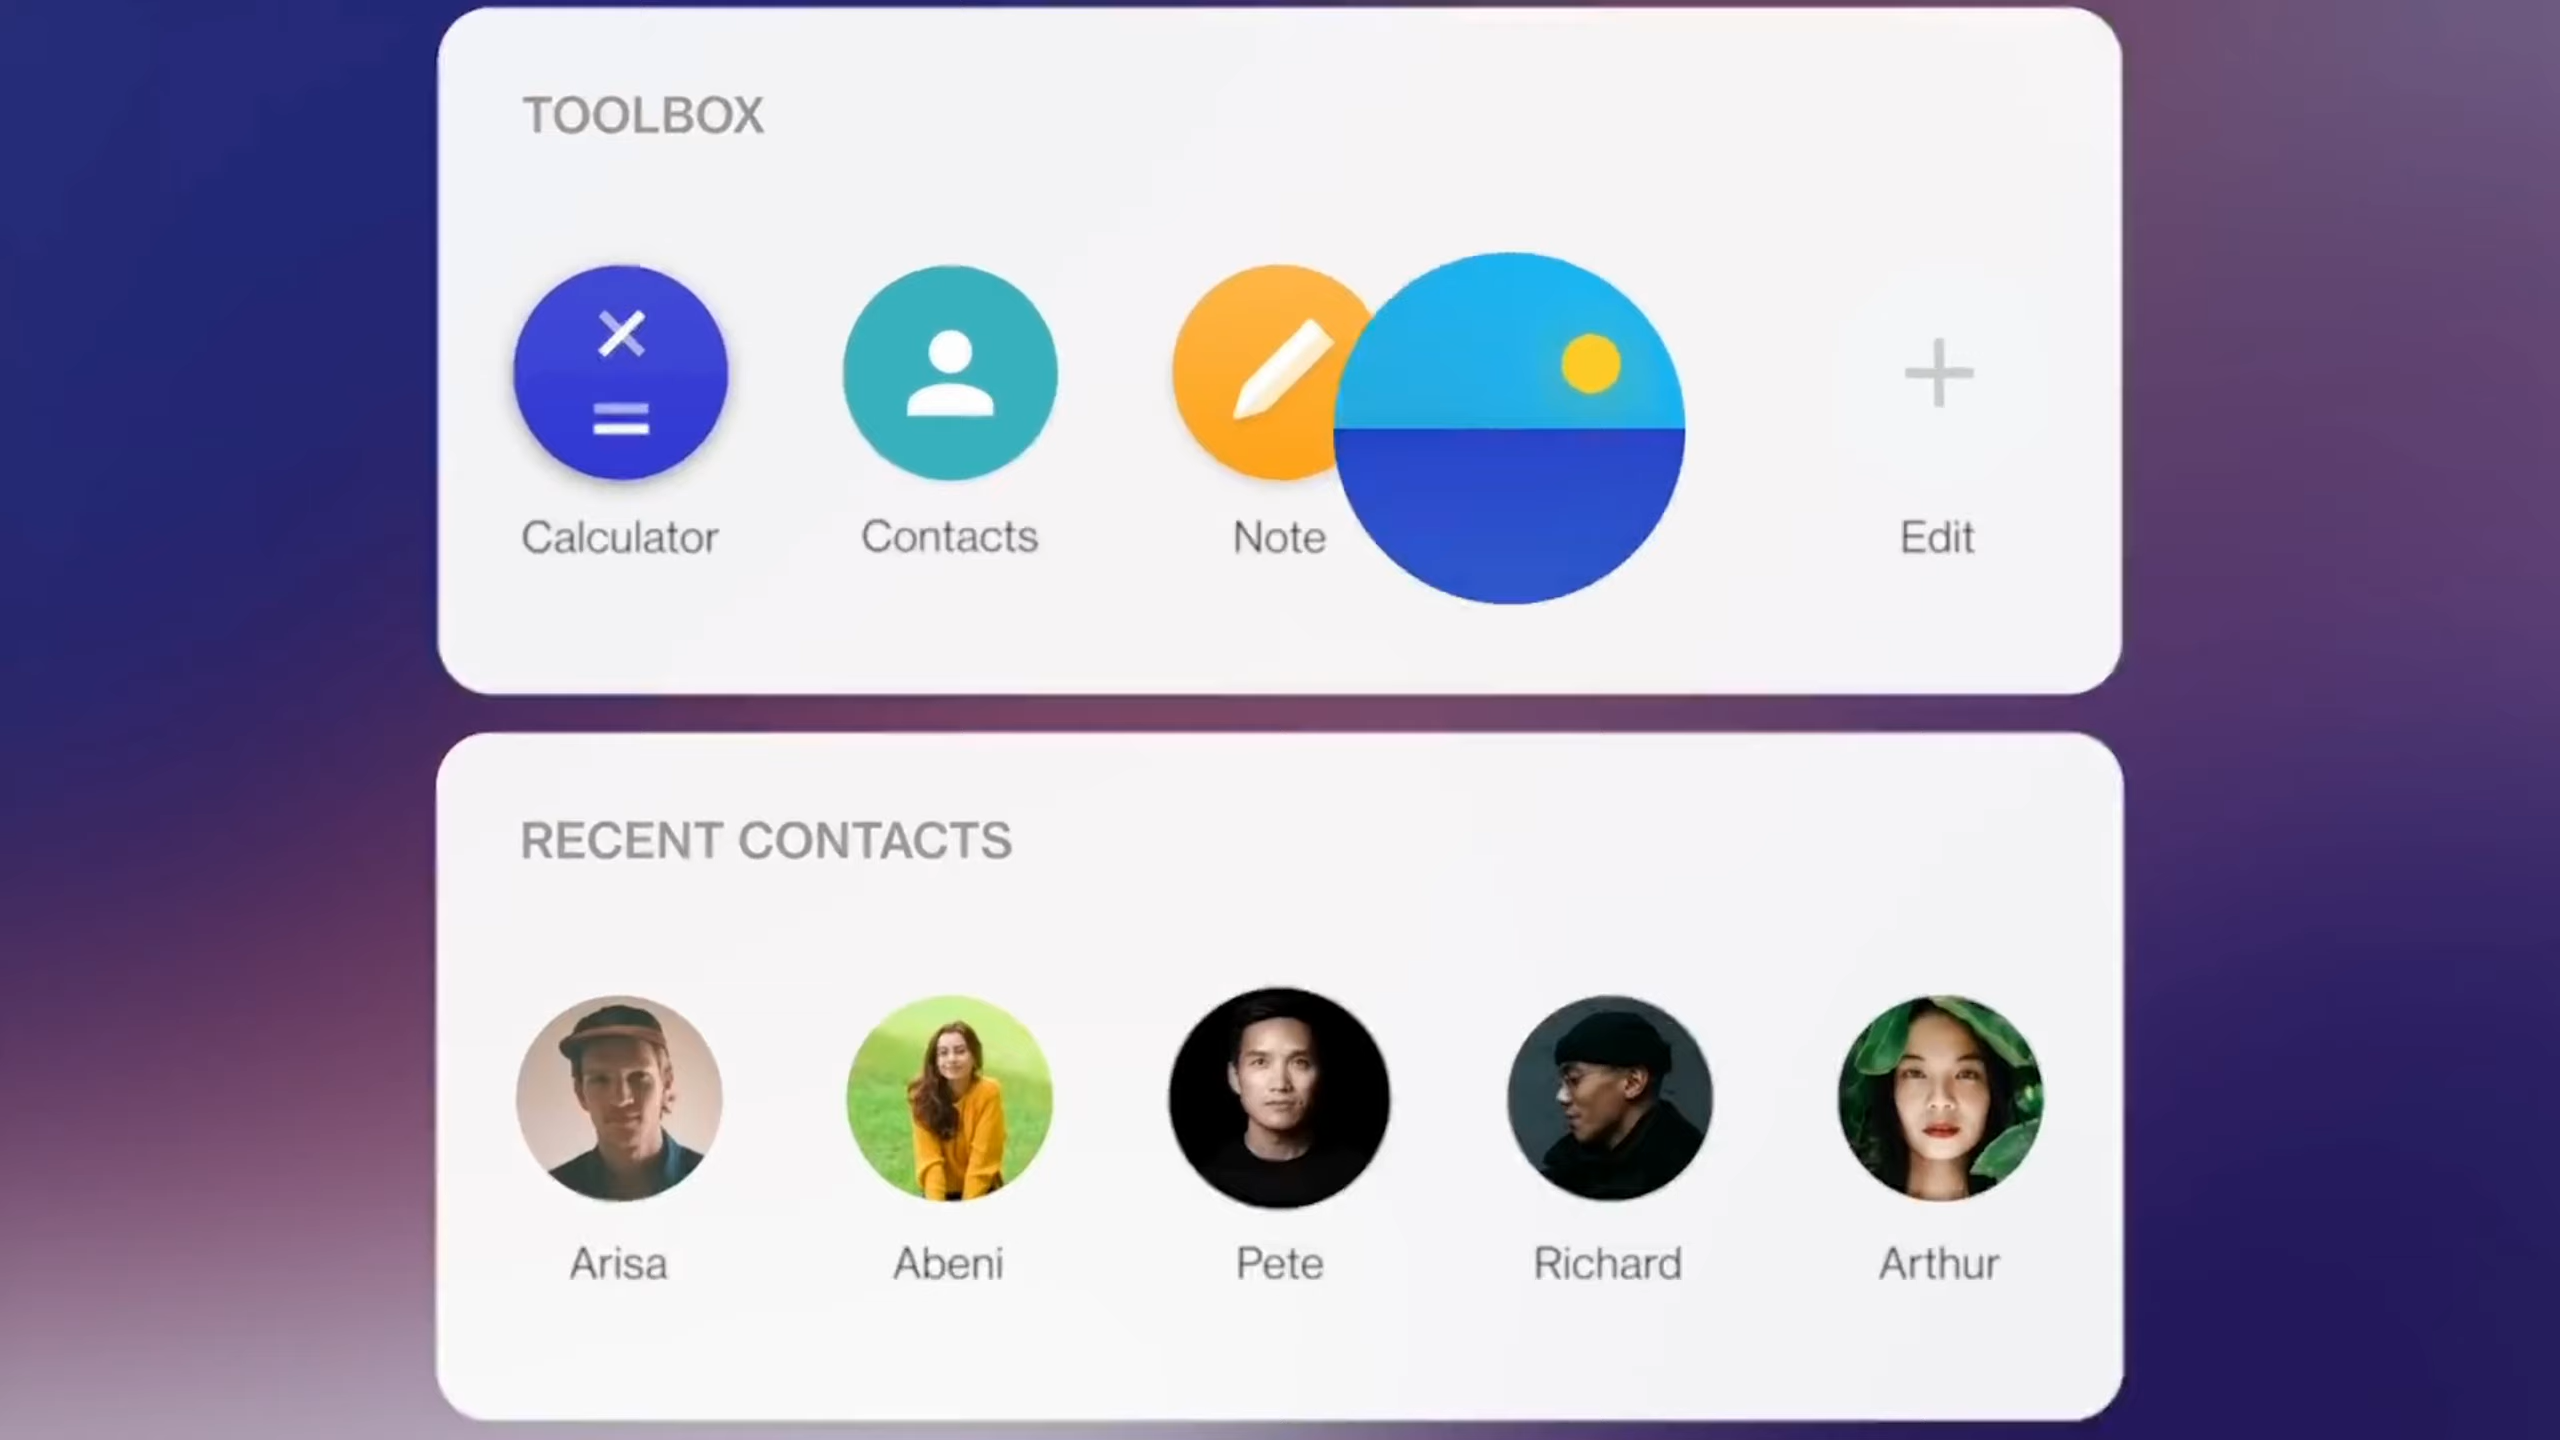 TOOLBOX
Calculator
Contacts
Note
Edit
RECENT CONTACTS
Arisa
Abeni
Pete
Richard
Arthur